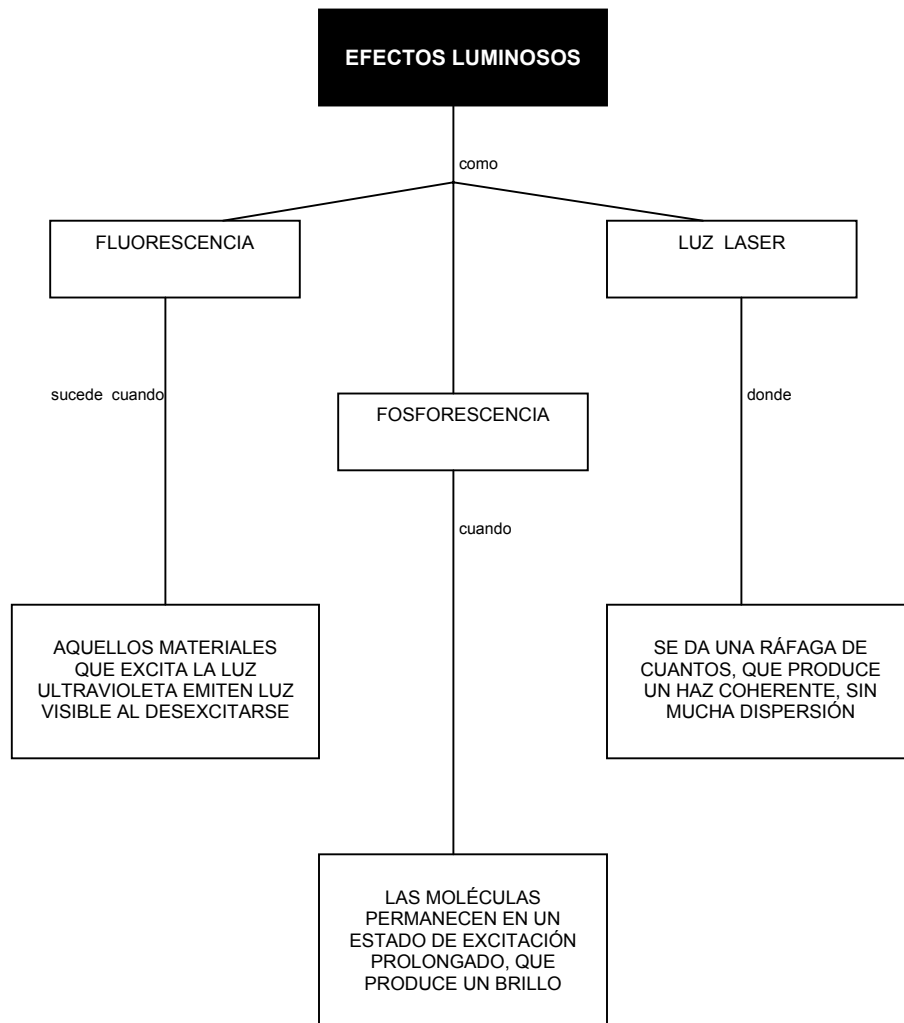 EFECTOS LUMINOSOS
como
FLUORESCENCIA
LUZ LASER
sucede cuando
FOSFORESCENCIA
donde
cuando
AQUELLOS MATERIALES
QUE EXCITA LA LUZ
ULTRAVIOLETA EMITEN LUZ
VISIBLE AL DESEXCITARSE
SE DA UNA RÁFAGA DE
CUANTOS, QUE PRODUCE
UN HAZ COHERENTE, SIN
MUCHA DISPERSIÓN
LAS MOLÉCULAS
PERMANECEN EN UN
ESTADO DE EXCITACIÓN
PROLONGADO, QUE
PRODUCE UN BRILLO